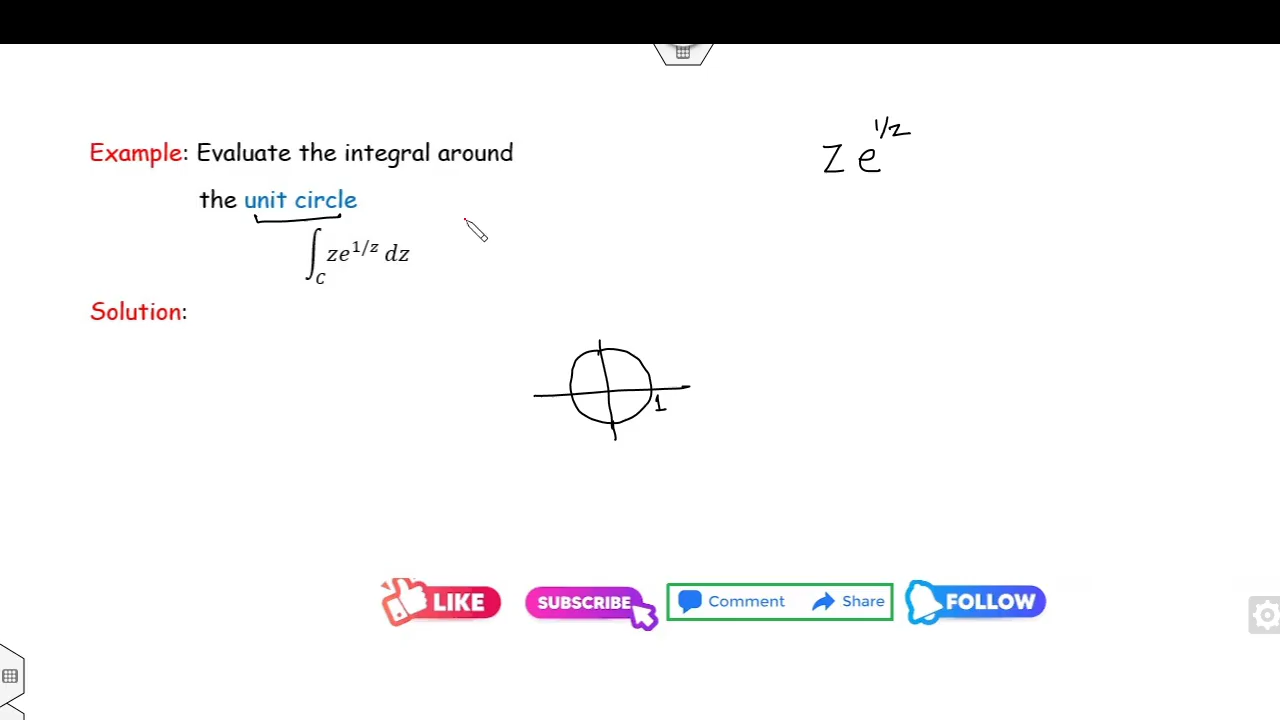 Example: Evaluate the integral around
the unit circle
∫_C ze^{1/z} dz
z e^{1/z}
Solution:
1
LIKE
SUBSCRIBE
Comment
Share
FOLLOW